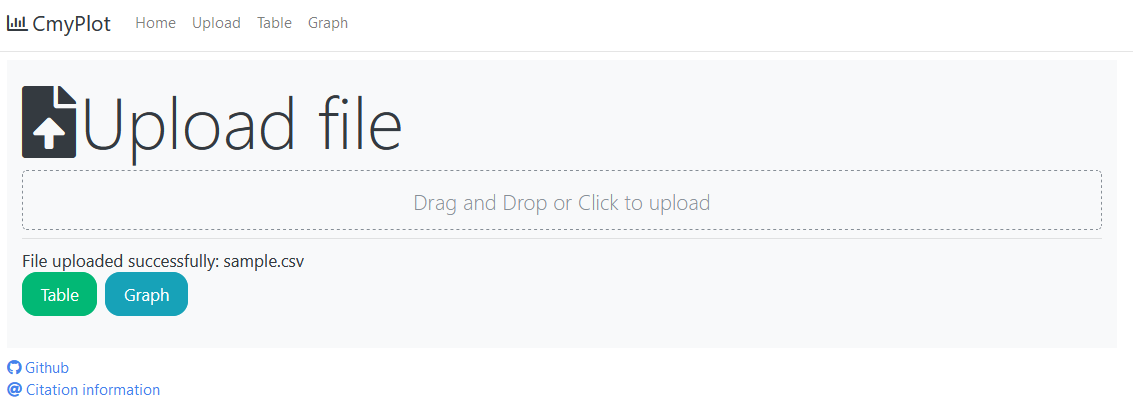 CmyPlot Home Upload Table Graph
Upload file
Drag and Drop or Click to upload
File uploaded successfully: sample.csv
Table Graph
Github
Citation information